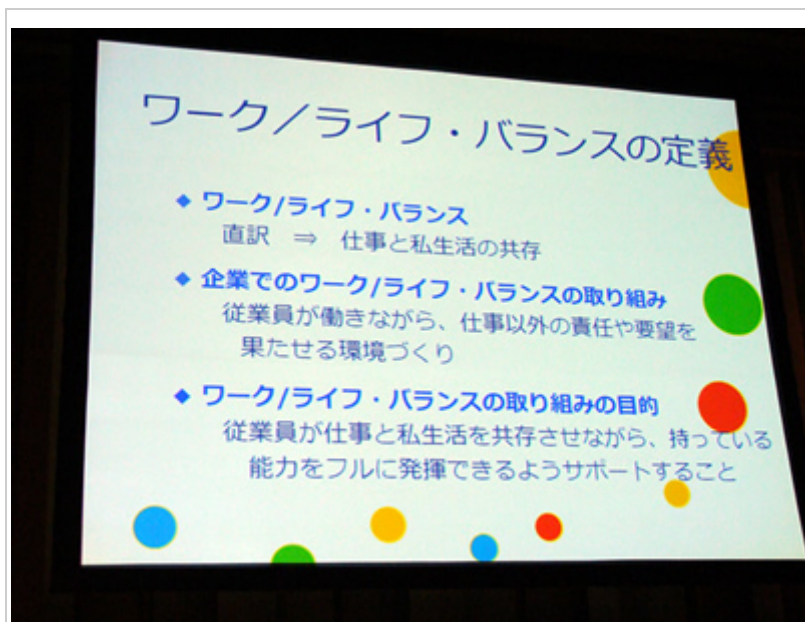 ワーク／ライフ・バランスの定義
◆ ワーク/ライフ・バランス
直訳 ⇒ 仕事と私生活の共存
◆ 企業でのワーク/ライフ・バランスの取り組み
従業員が働きながら、仕事以外の責任や要望を
果たせる環境づくり
◆ ワーク/ライフ・バランスの取り組みの目的
従業員が仕事と私生活を共存させながら、持っている
能力をフルに発揮できるようサポートすること